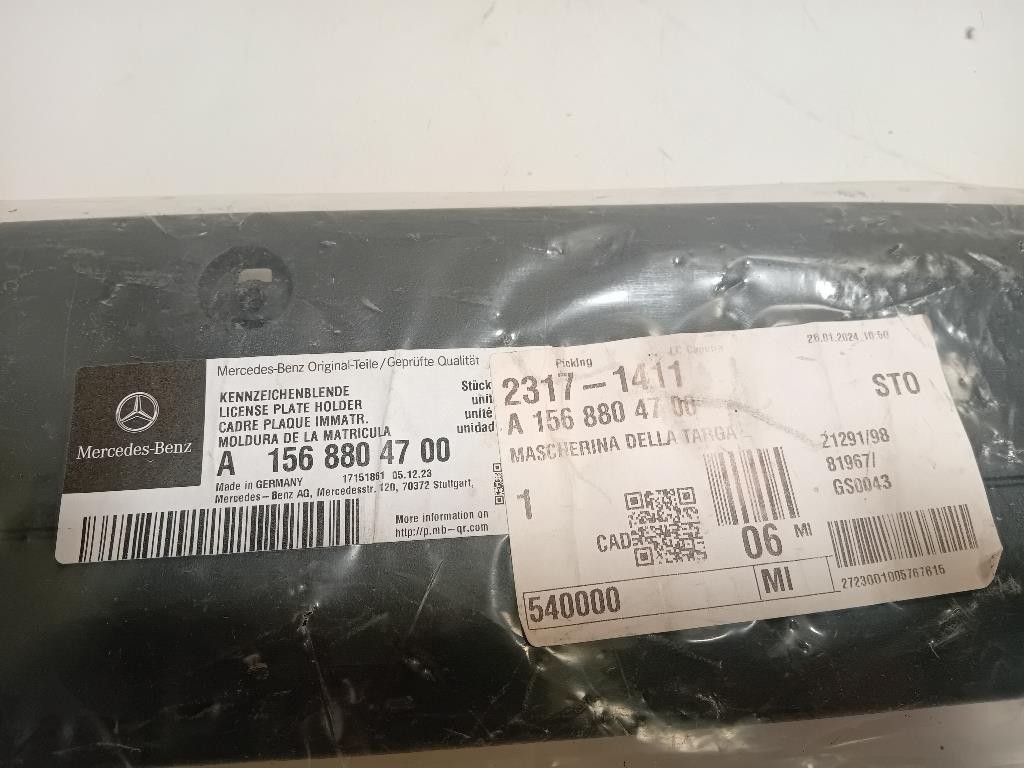 Mercedes-Benz Original-Teile/Geprüfte Qualität
KENNZEICHENBLENDE
LICENSE PLATE HOLDER
CADRE PLAQUE IMMATR.
MOLDURA DE LA MATRICULA
Stück
unit
unité
unidad
Mercedes-Benz
A 156 880 47 00
Made in GERMANY 17151861 05.12.23
Mercedes-Benz AG, Mercedesstr. 120, 70372 Stuttgart,
More information on
http://p.mb-qr.com
Picking
26.01.2024 16:50
2317-1411
STO
A 156 880 47 00
MASCHERINA DELLA TARGA
21291/98
81967/
GS0043
1
CAD
06 MI
540000
MI
2723001005767615